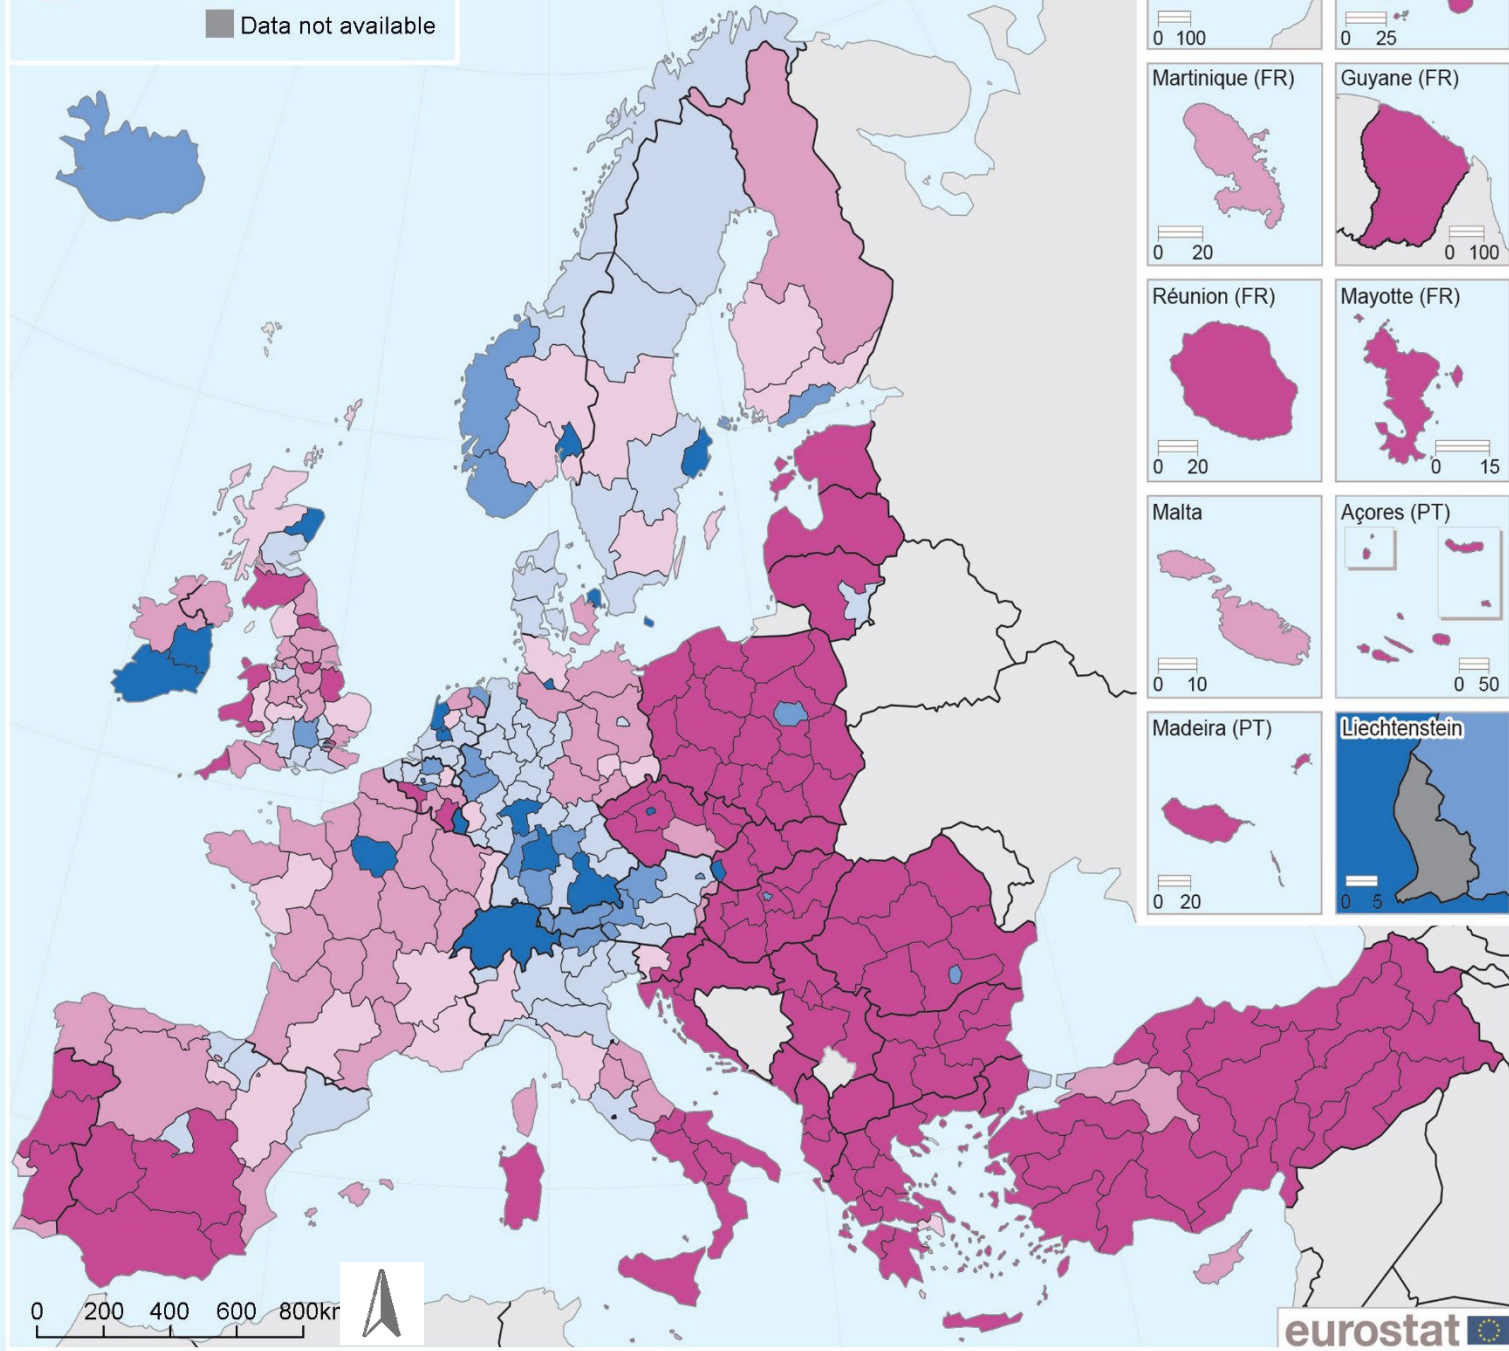 Data not available
0 100
0 25
Martinique (FR)
0 20
Guyane (FR)
0 100
Réunion (FR)
0 20
Mayotte (FR)
0 15
Malta
0 10
Açores (PT)
0 50
Madeira (PT)
0 20
Liechtenstein
0 5
0 200 400 600 800km
eurostat